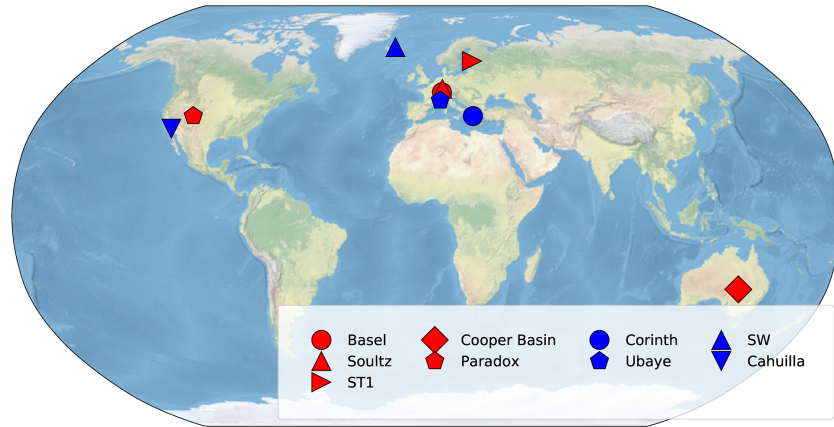 Basel
Soultz
ST1
Cooper Basin
Paradox
Corinth
Ubaye
SW
Cahuilla